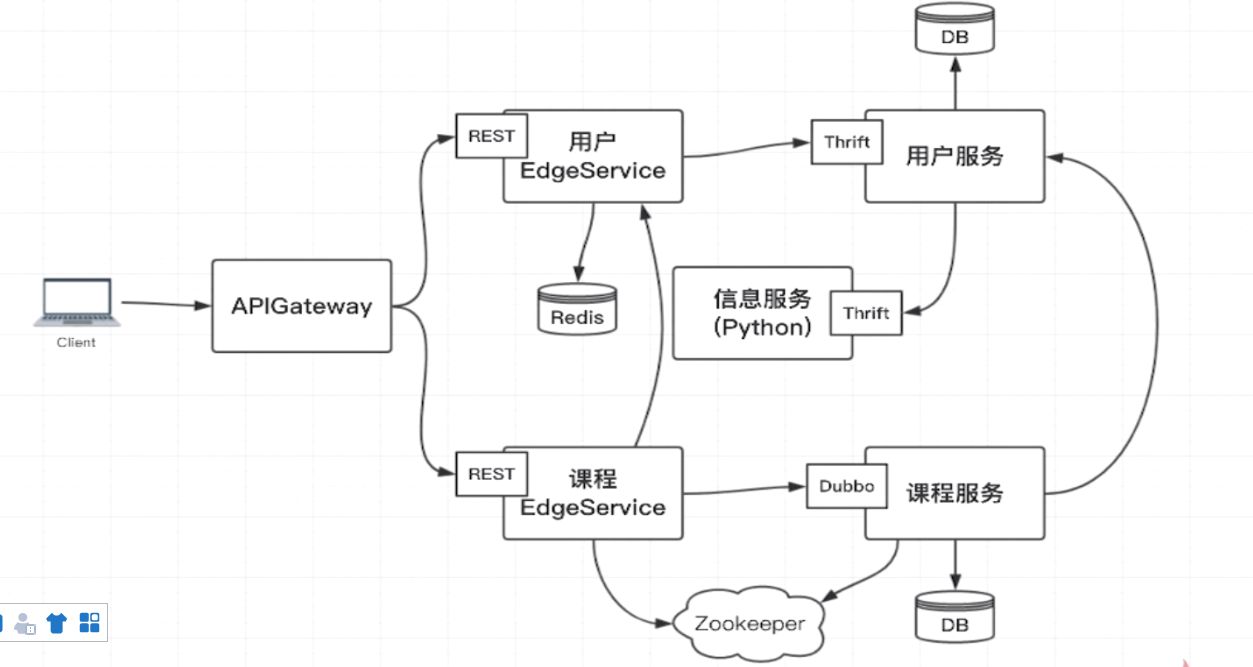 DB
REST
用户
EdgeService
Thrift
用户服务
Client
APIGateway
Redis
信息服务
(Python)
Thrift
REST
课程
EdgeService
Dubbo
课程服务
Zookeeper
DB